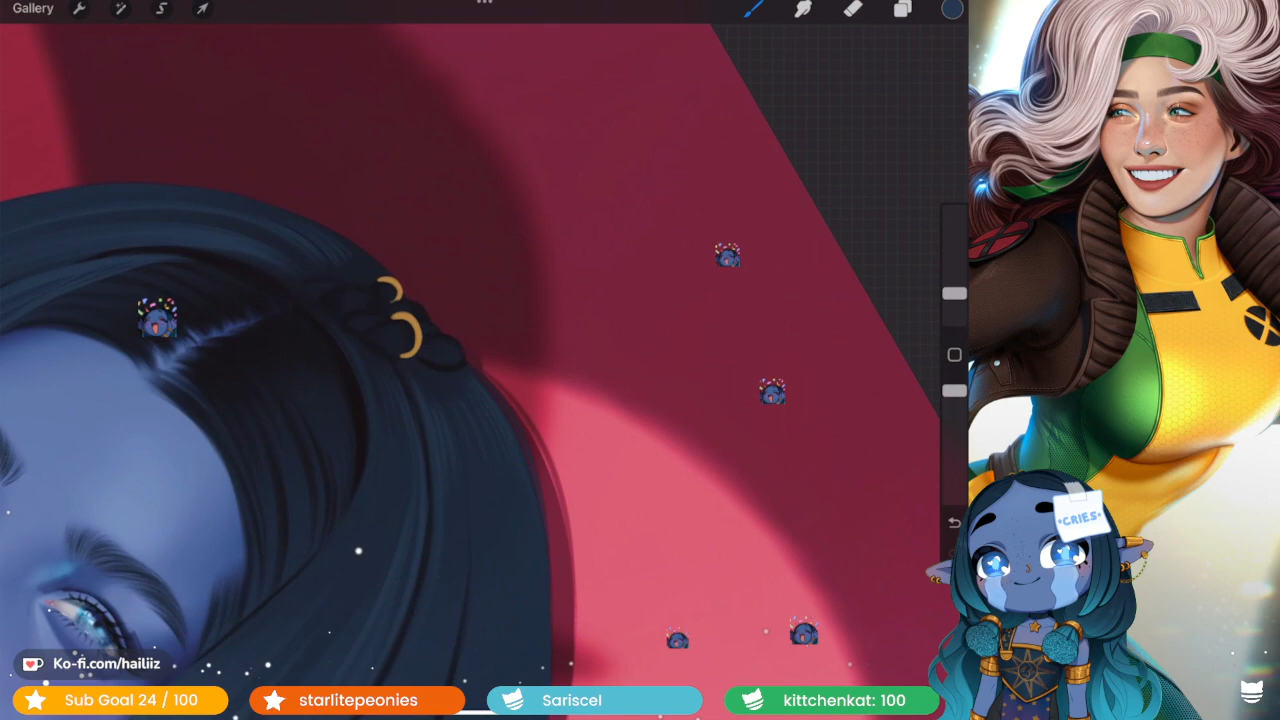 Gallery
•CRIES•
Ko-fi.com/hailiiz
Sub Goal 24 / 100
starlitepeonies
Sariscel
kittchenkat: 100